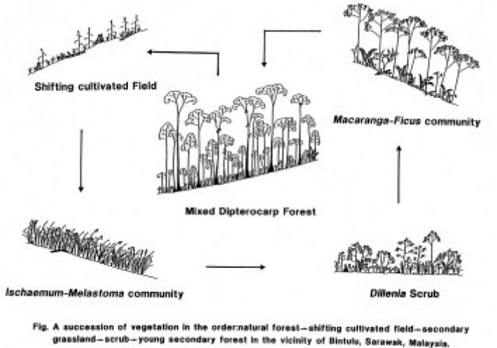 Shifting cultivated Field
Macaranga-Ficus community
Mixed Dipterocarp Forest
Ischaemum-Melastoma community
Dillenia Scrub
Fig. A succession of vegetation in the order:natural forest—shifting cultivated field—secondary
grassland—scrub—young secondary forest in the vicinity of Bintulu, Sarawak, Malaysia.